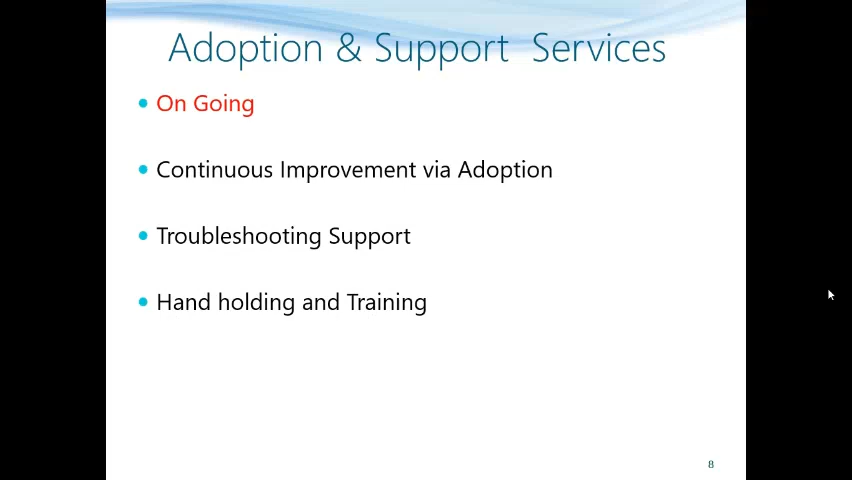 Adoption & Support Services
• On Going
• Continuous Improvement via Adoption
• Troubleshooting Support
• Hand holding and Training
8